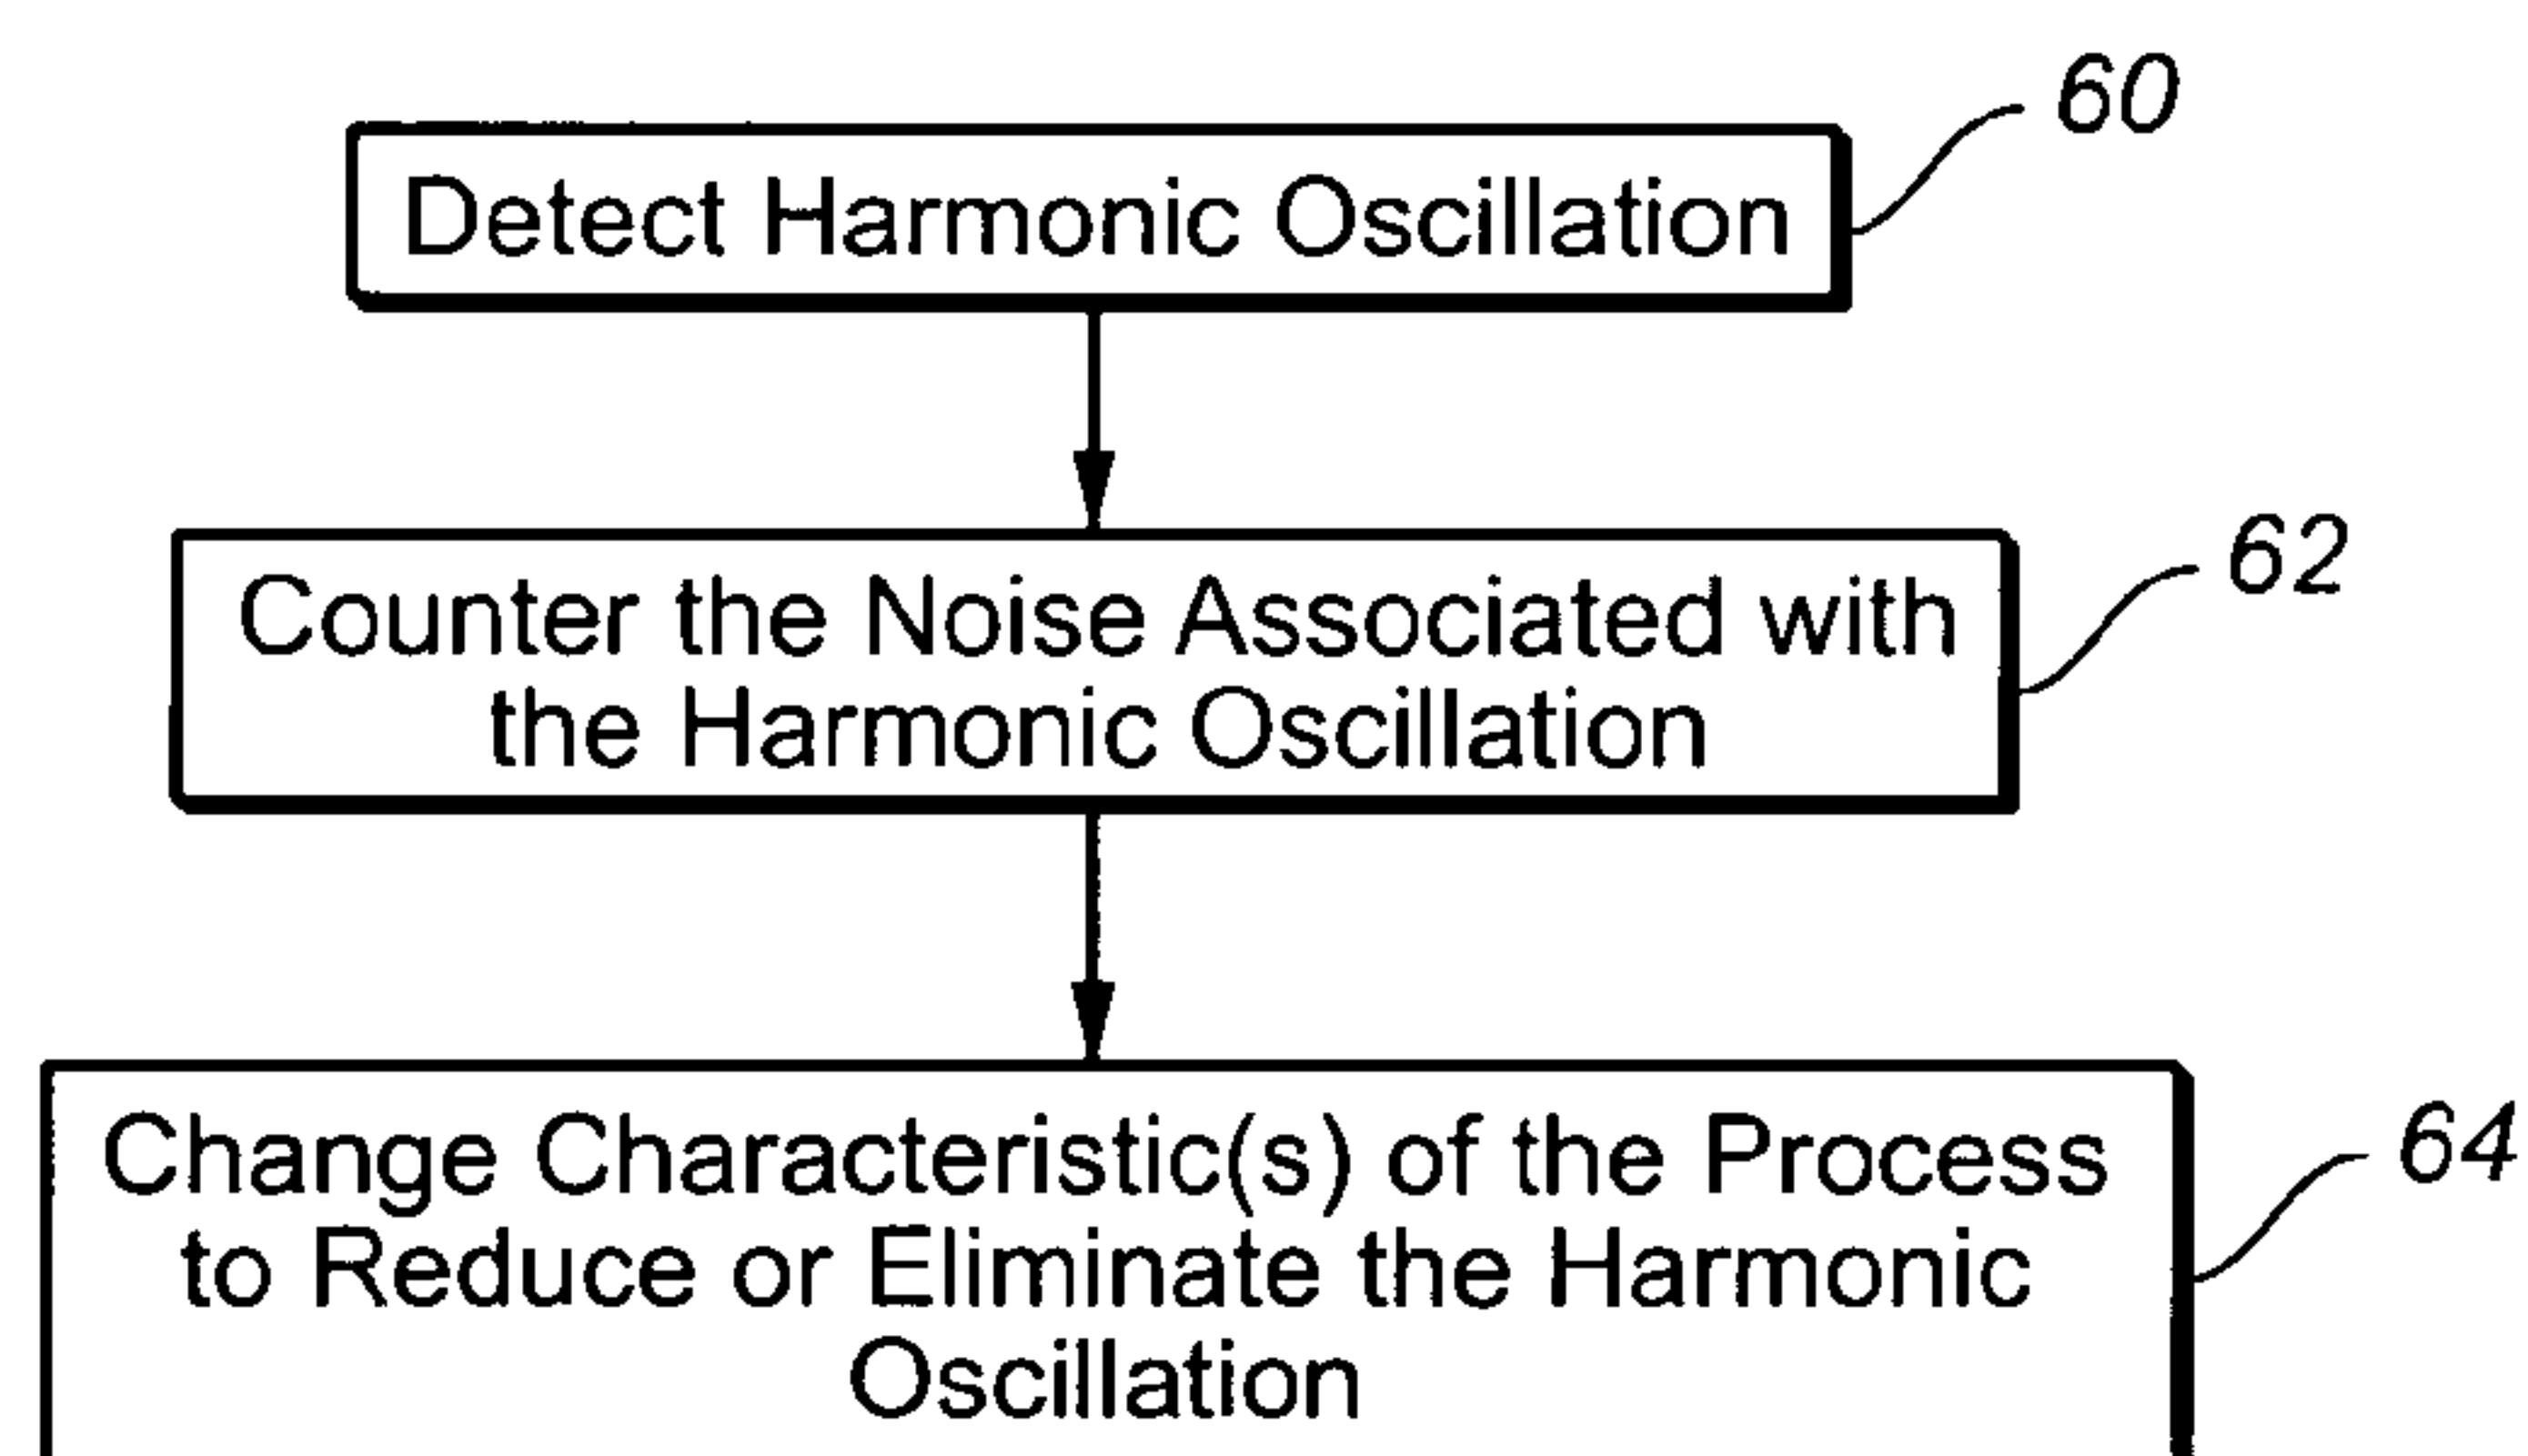 60
Detect Harmonic Oscillation
62
Counter the Noise Associated with
the Harmonic Oscillation
64
Change Characteristic(s) of the Process
to Reduce or Eliminate the Harmonic
Oscillation